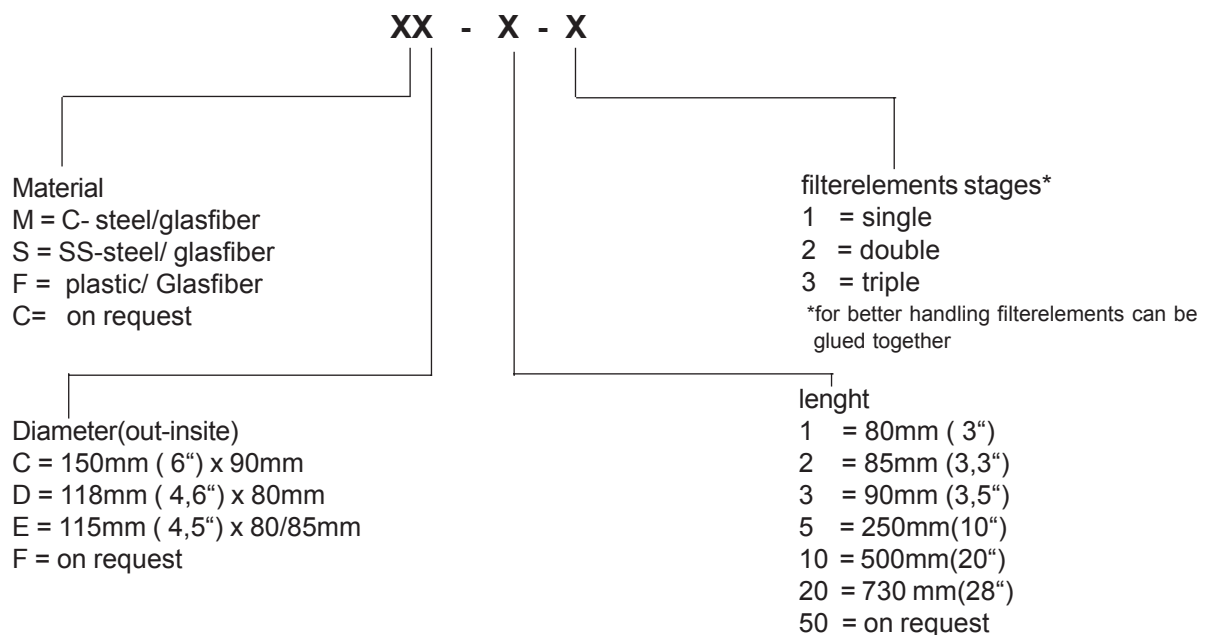 XX - X - X
Material
M = C- steel/glasfiber
S = SS-steel/ glasfiber
F = plastic/ Glasfiber
C= on request
filterelements stages*
1 = single
2 = double
3 = triple
*for better handling filterelements can be
glued together
Diameter(out-insite)
C = 150mm ( 6“) x 90mm
D = 118mm ( 4,6“) x 80mm
E = 115mm ( 4,5“) x 80/85mm
F = on request
lenght
1 = 80mm ( 3“)
2 = 85mm (3,3“)
3 = 90mm (3,5“)
5 = 250mm(10“)
10 = 500mm(20“)
20 = 730 mm(28“)
50 = on request